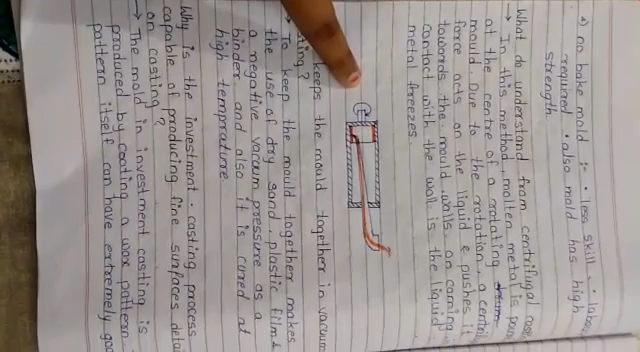 4) no bake mold :- • less skill & labour
required • also mold has high
strength
What do understand from centrifugal
→ In this method, molten metal is
at the centre of a rotating
mould. Due to the rotation, a
force acts on the liquid & pushes it
towards the mould walls on coming
contact with the wall is the liquid
metal freezes.
keeps the mould together in vacuum
→ To keep the mould together makes
the use of dry sand, plastic film &
a negative vacuum pressure as a
binder and also it is cured at
high temprature
Why is the investment - casting process
capable of producing fine surfaces
on casting?
→ The mold in investment casting is
produced by coating a wax pattern
pattern itself can have extremely